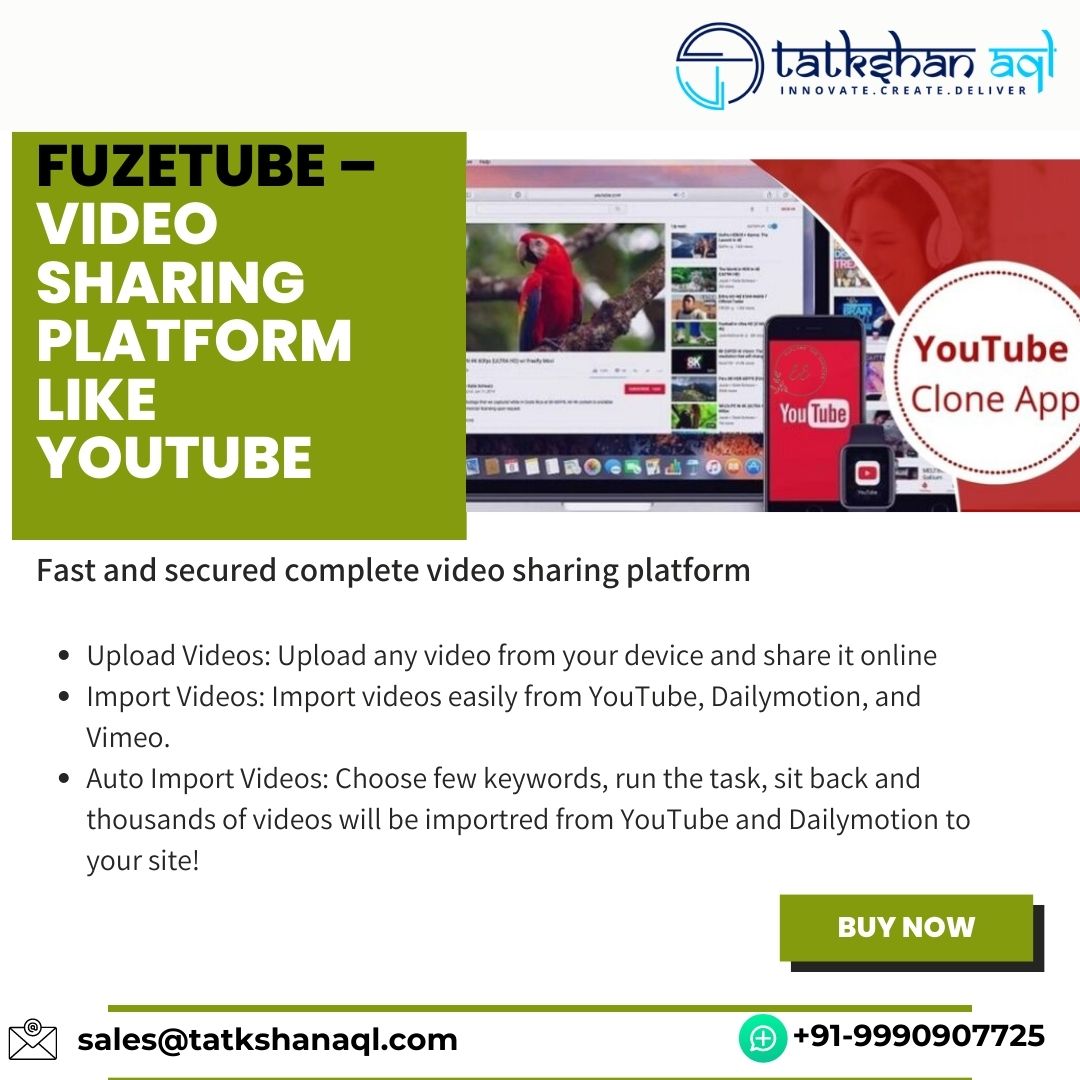 tatkshan aql
INNOVATE.CREATE.DELIVER
FUZETUBE –
VIDEO
SHARING
PLATFORM
LIKE
YOUTUBE
YouTube
Clone App
YouTube
Fast and secured complete video sharing platform
• Upload Videos: Upload any video from your device and share it online
• Import Videos: Import videos easily from YouTube, Dailymotion, and
Vimeo.
• Auto Import Videos: Choose few keywords, run the task, sit back and
thousands of videos will be importred from YouTube and Dailymotion to
your site!
BUY NOW
sales@tatkshanaql.com
+91-9990907725